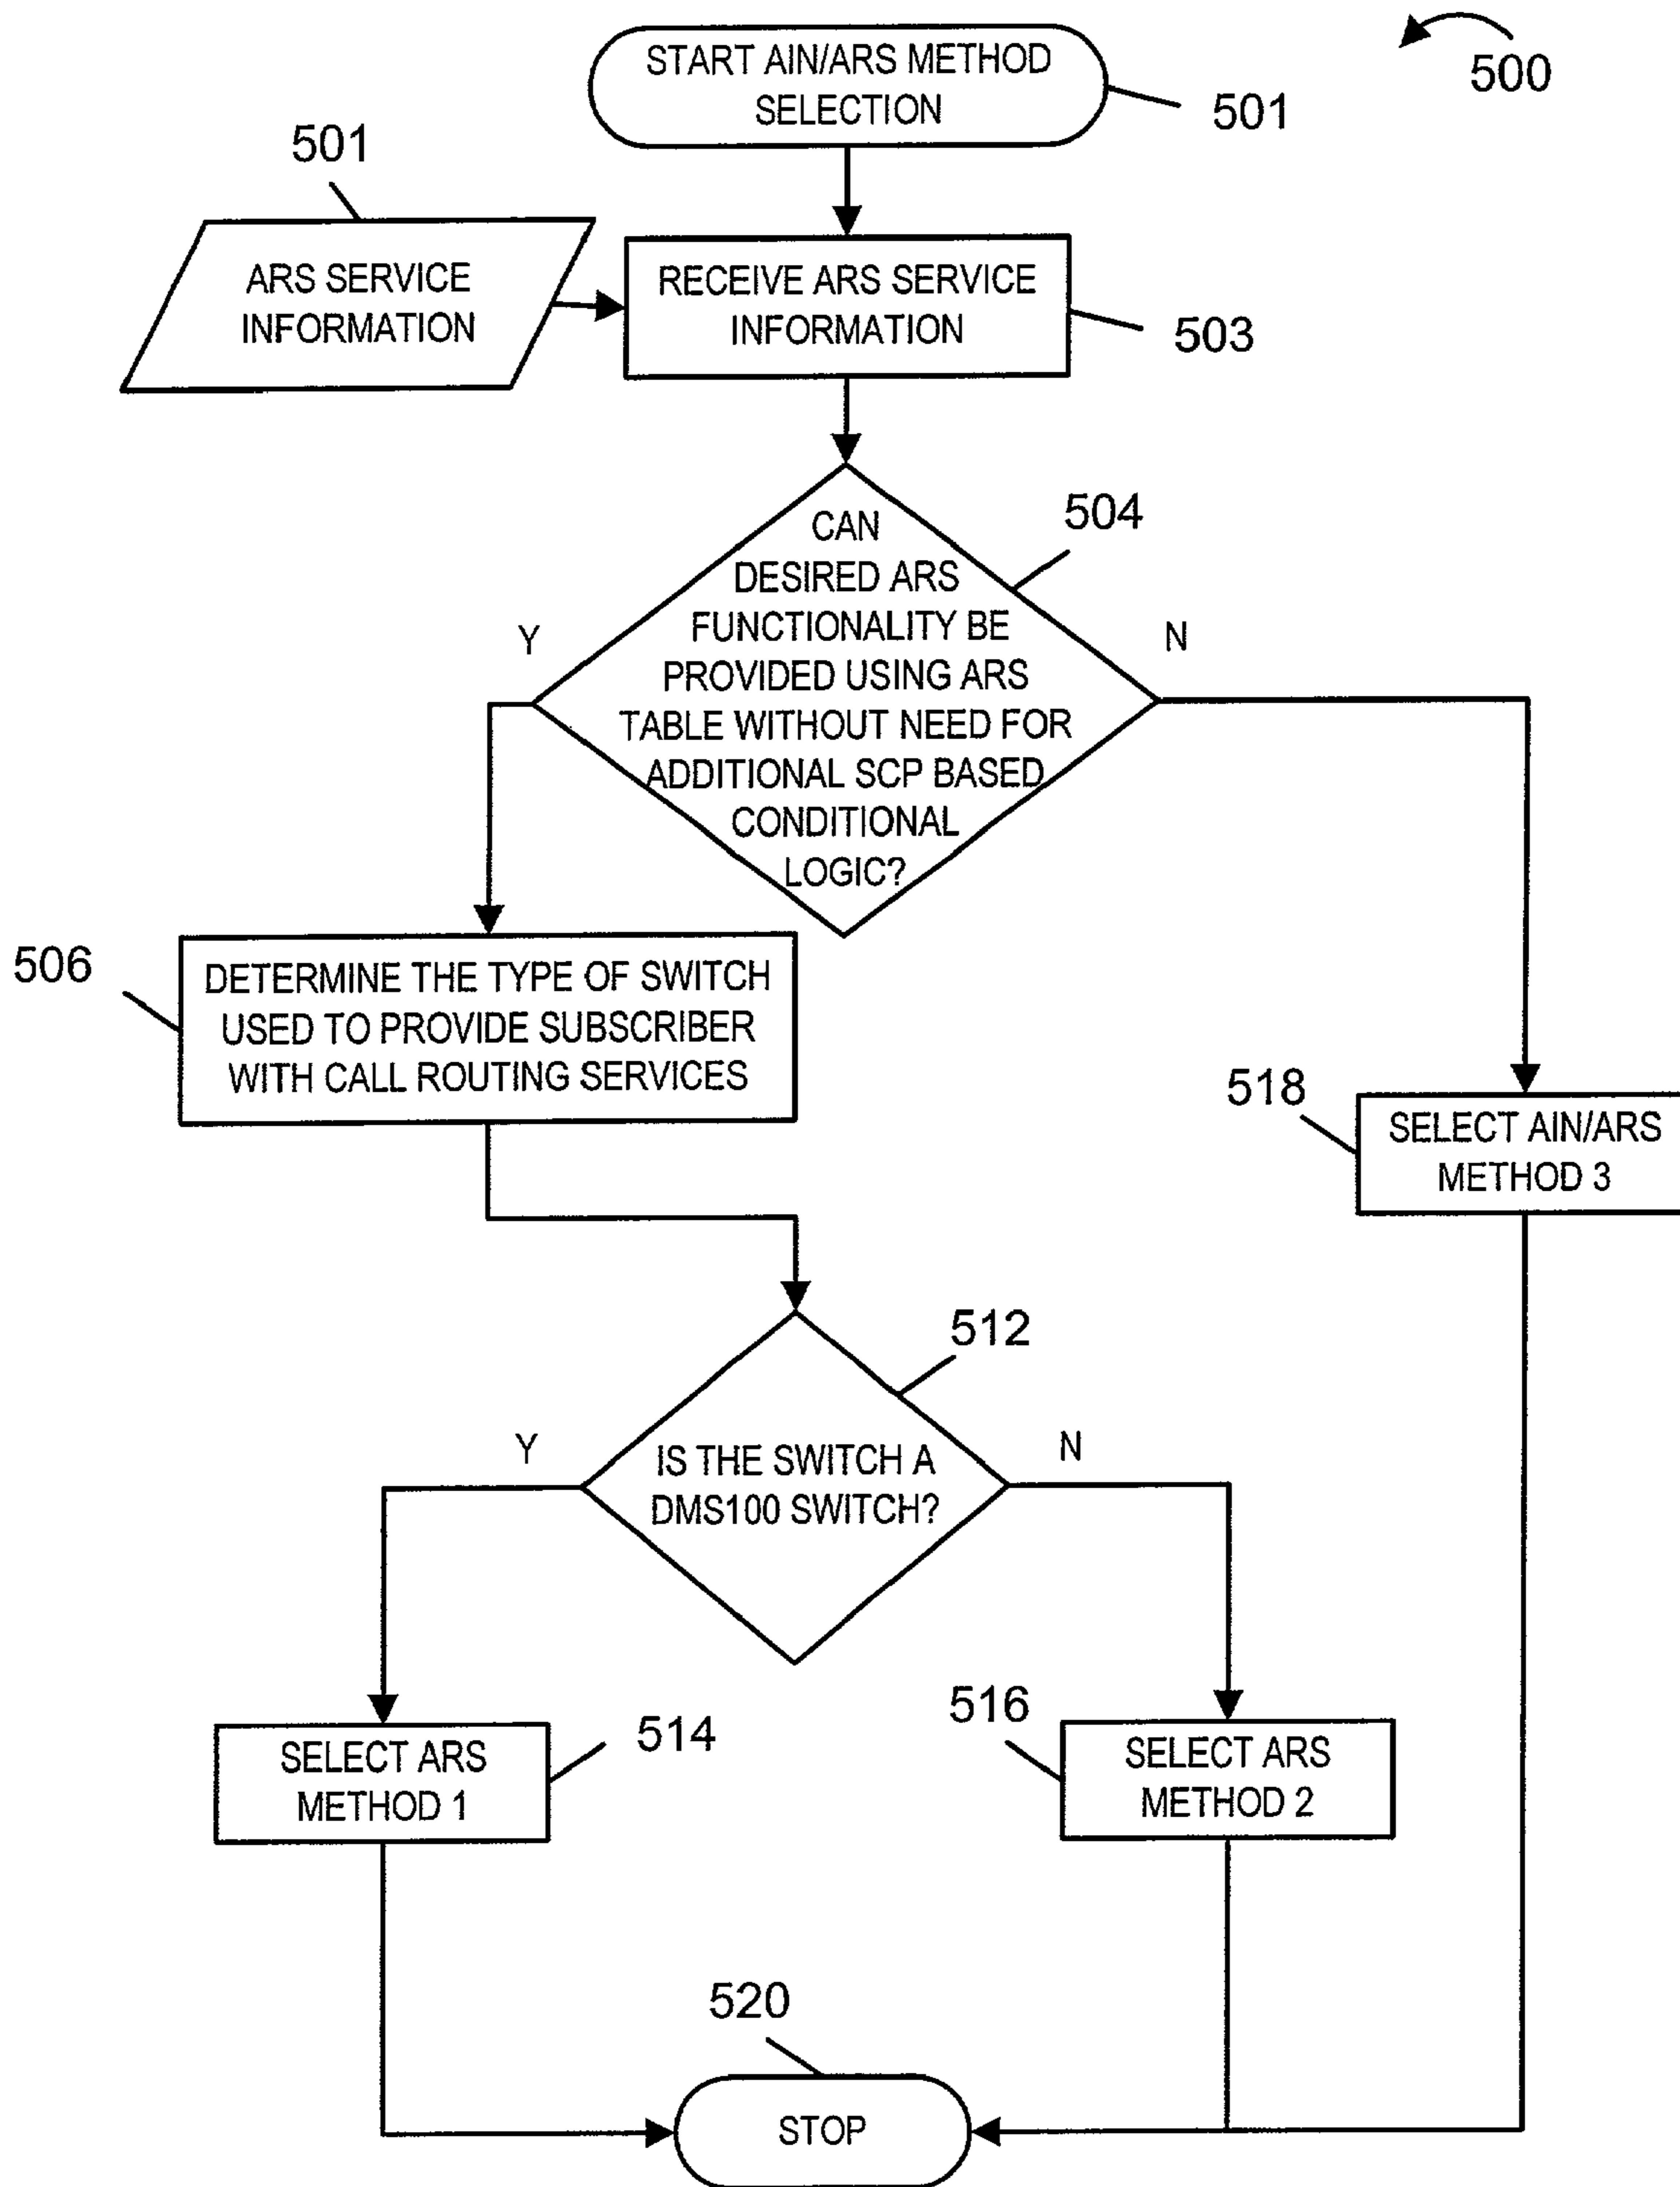 500
START AIN/ARS METHOD
SELECTION
501
501
ARS SERVICE
INFORMATION
RECEIVE ARS SERVICE
INFORMATION
503
CAN
DESIRED ARS
FUNCTIONALITY BE
PROVIDED USING ARS
TABLE WITHOUT NEED FOR
ADDITIONAL SCP BASED
CONDITIONAL
LOGIC?
504
Y
N
506
DETERMINE THE TYPE OF SWITCH
USED TO PROVIDE SUBSCRIBER
WITH CALL ROUTING SERVICES
518
SELECT AIN/ARS
METHOD 3
512
Y
N
IS THE SWITCH A
DMS100 SWITCH?
SELECT ARS
METHOD 1
514
516
SELECT ARS
METHOD 2
520
STOP